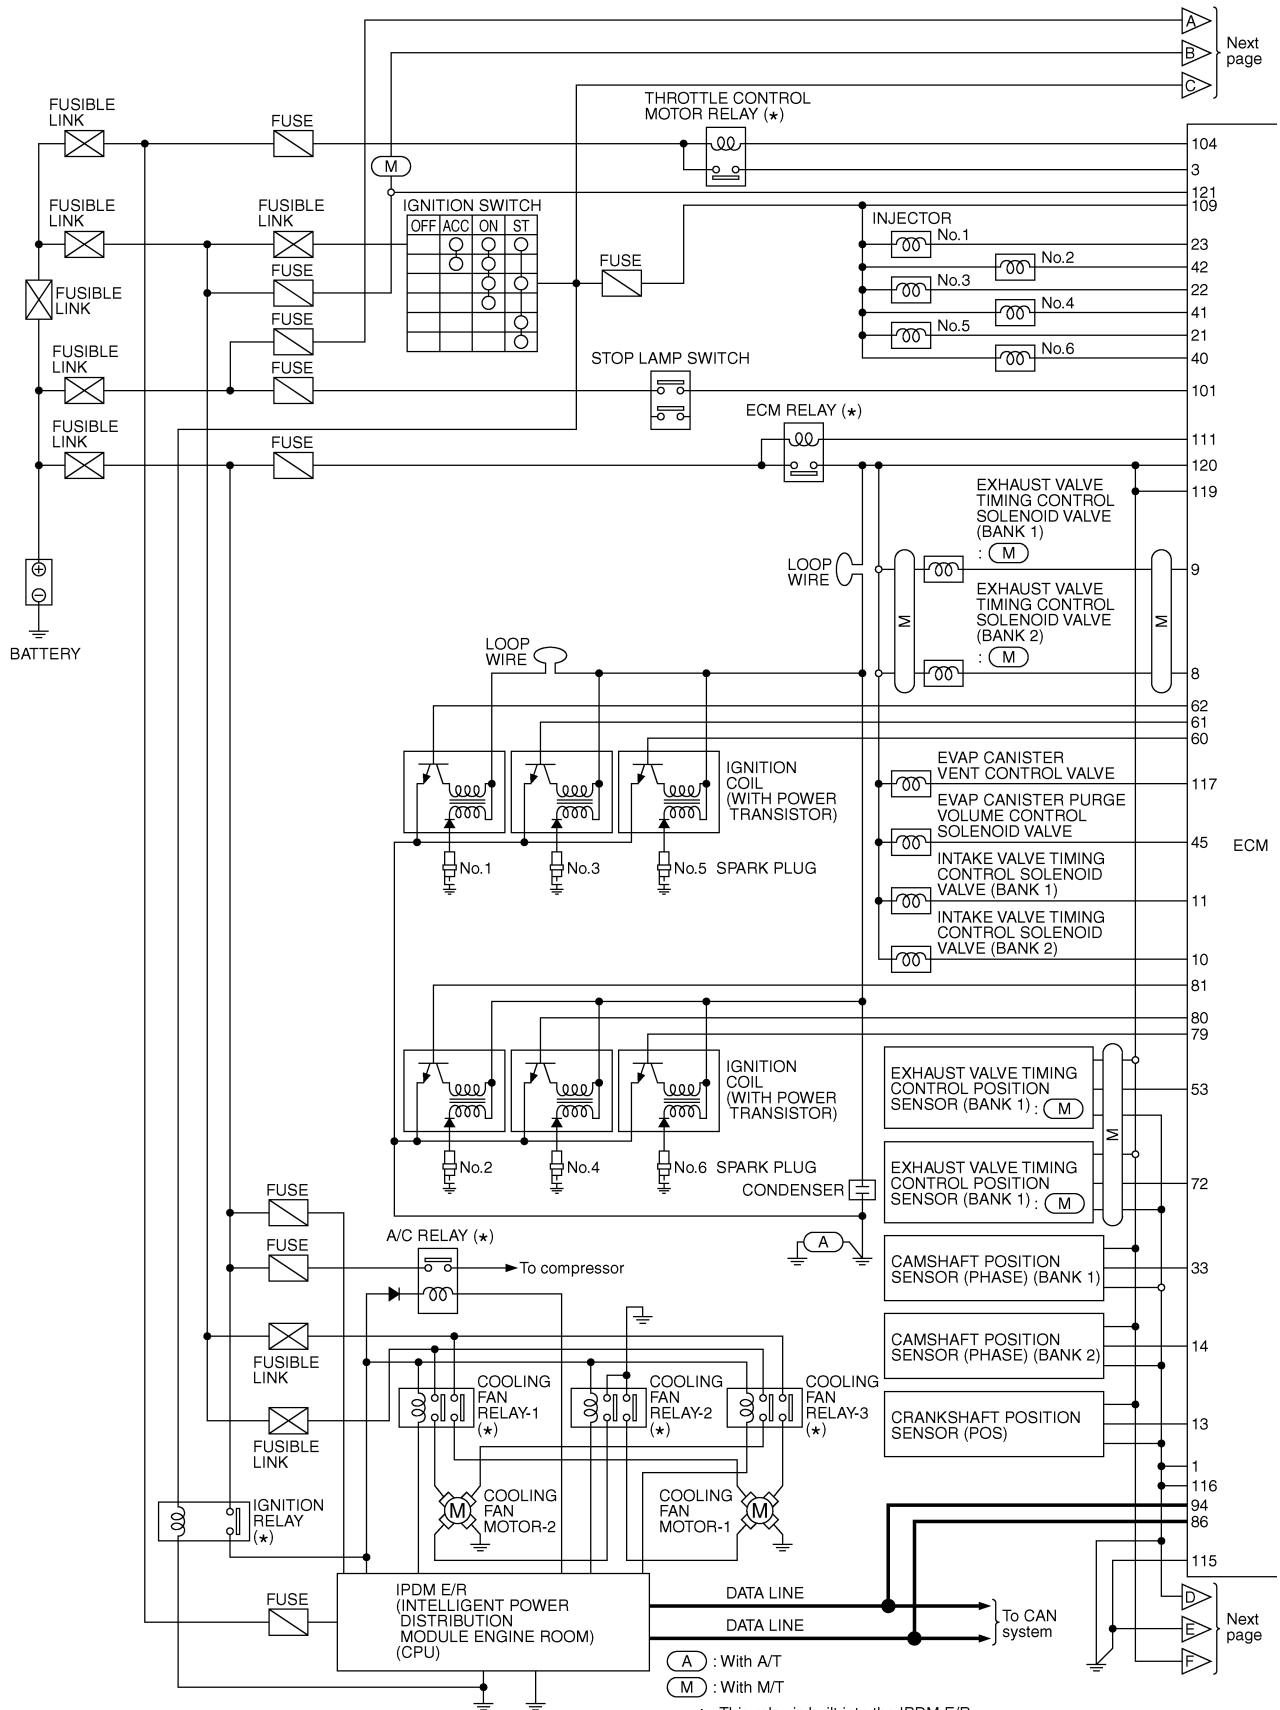 A
B
C
Next
page
FUSIBLE
LINK
FUSE
THROTTLE CONTROL
MOTOR RELAY (*)
104
3
M
121
109
FUSIBLE
LINK
FUSIBLE
LINK
IGNITION SWITCH
OFF ACC ON ST
INJECTOR
No.1
23
No.2
42
FUSE
FUSE
FUSIBLE
LINK
No.3
22
No.4
41
FUSE
No.5
21
No.6
40
FUSIBLE
LINK
FUSE
STOP LAMP SWITCH
101
ECM RELAY (*)
111
FUSIBLE
LINK
FUSE
120
119
EXHAUST VALVE
TIMING CONTROL
SOLENOID VALVE
(BANK 1)
: M
LOOP
WIRE
9
M
M
EXHAUST VALVE
TIMING CONTROL
SOLENOID VALVE
(BANK 2)
: M
8
BATTERY
LOOP
WIRE
62
61
60
IGNITION
COIL
(WITH POWER
TRANSISTOR)
No.1
No.3
No.5 SPARK PLUG
EVAP CANISTER
VENT CONTROL VALVE
117
EVAP CANISTER PURGE
VOLUME CONTROL
SOLENOID VALVE
45
ECM
INTAKE VALVE TIMING
CONTROL SOLENOID
VALVE (BANK 1)
11
INTAKE VALVE TIMING
CONTROL SOLENOID
VALVE (BANK 2)
10
81
80
79
IGNITION
COIL
(WITH POWER
TRANSISTOR)
No.2
No.4
No.6 SPARK PLUG
EXHAUST VALVE TIMING
CONTROL POSITION
SENSOR (BANK 1) : M
53
M
EXHAUST VALVE TIMING
CONTROL POSITION
SENSOR (BANK 1) : M
72
CONDENSER
A
FUSE
FUSE
A/C RELAY (*)
To compressor
CAMSHAFT POSITION
SENSOR (PHASE) (BANK 1)
33
CAMSHAFT POSITION
SENSOR (PHASE) (BANK 2)
14
CRANKSHAFT POSITION
SENSOR (POS)
13
1
116
94
86
115
FUSIBLE
LINK
FUSIBLE
LINK
COOLING
FAN
RELAY-1
(*)
COOLING
FAN
RELAY-2
(*)
COOLING
FAN
RELAY-3
(*)
IGNITION
RELAY
(*)
M
COOLING
FAN
MOTOR-2
COOLING
FAN
MOTOR-1
M
FUSE
IPDM E/R
(INTELLIGENT POWER
DISTRIBUTION
MODULE ENGINE ROOM)
(CPU)
DATA LINE
DATA LINE
To CAN
system
D
E
F
Next
page
A : With A/T
M : With M/T